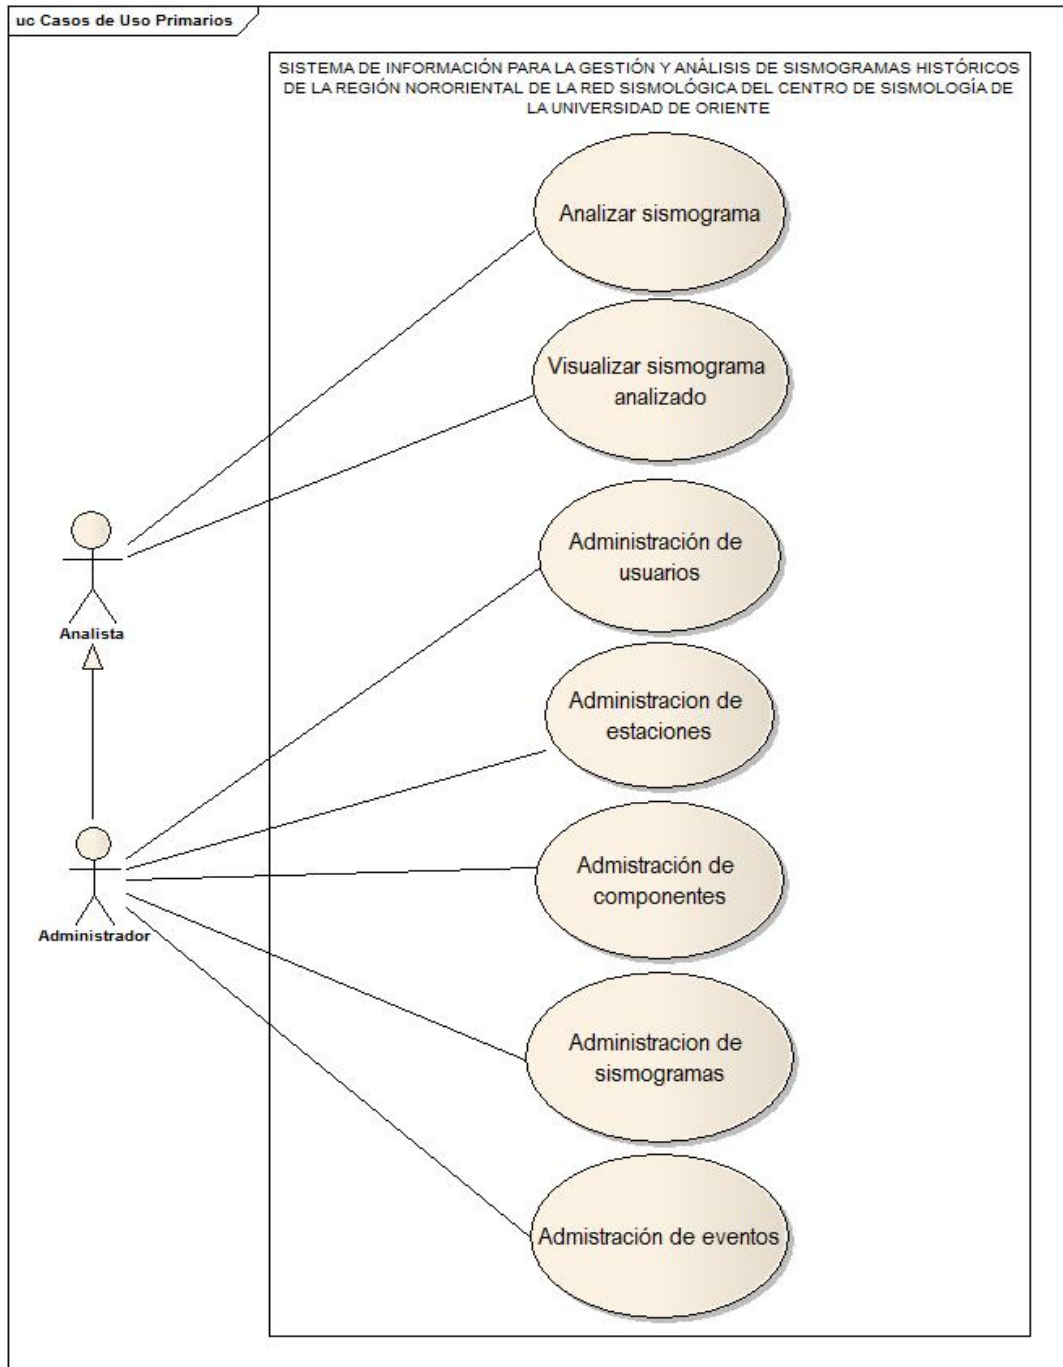 uc Casos de Uso Primarios
SISTEMA DE INFORMACIÓN PARA LA GESTIÓN Y ANÁLISIS DE SISMOGRAMAS HISTÓRICOS
DE LA REGIÓN NORORIENTAL DE LA RED SISMOLÓGICA DEL CENTRO DE SISMOLOGÍA DE
LA UNIVERSIDAD DE ORIENTE
Analizar sismograma
Visualizar sismograma
analizado
Administración de
usuarios
Analista
Administracion de
estaciones
Admistración de
componentes
Administrador
Administracion de
sismogramas
Admistración de eventos